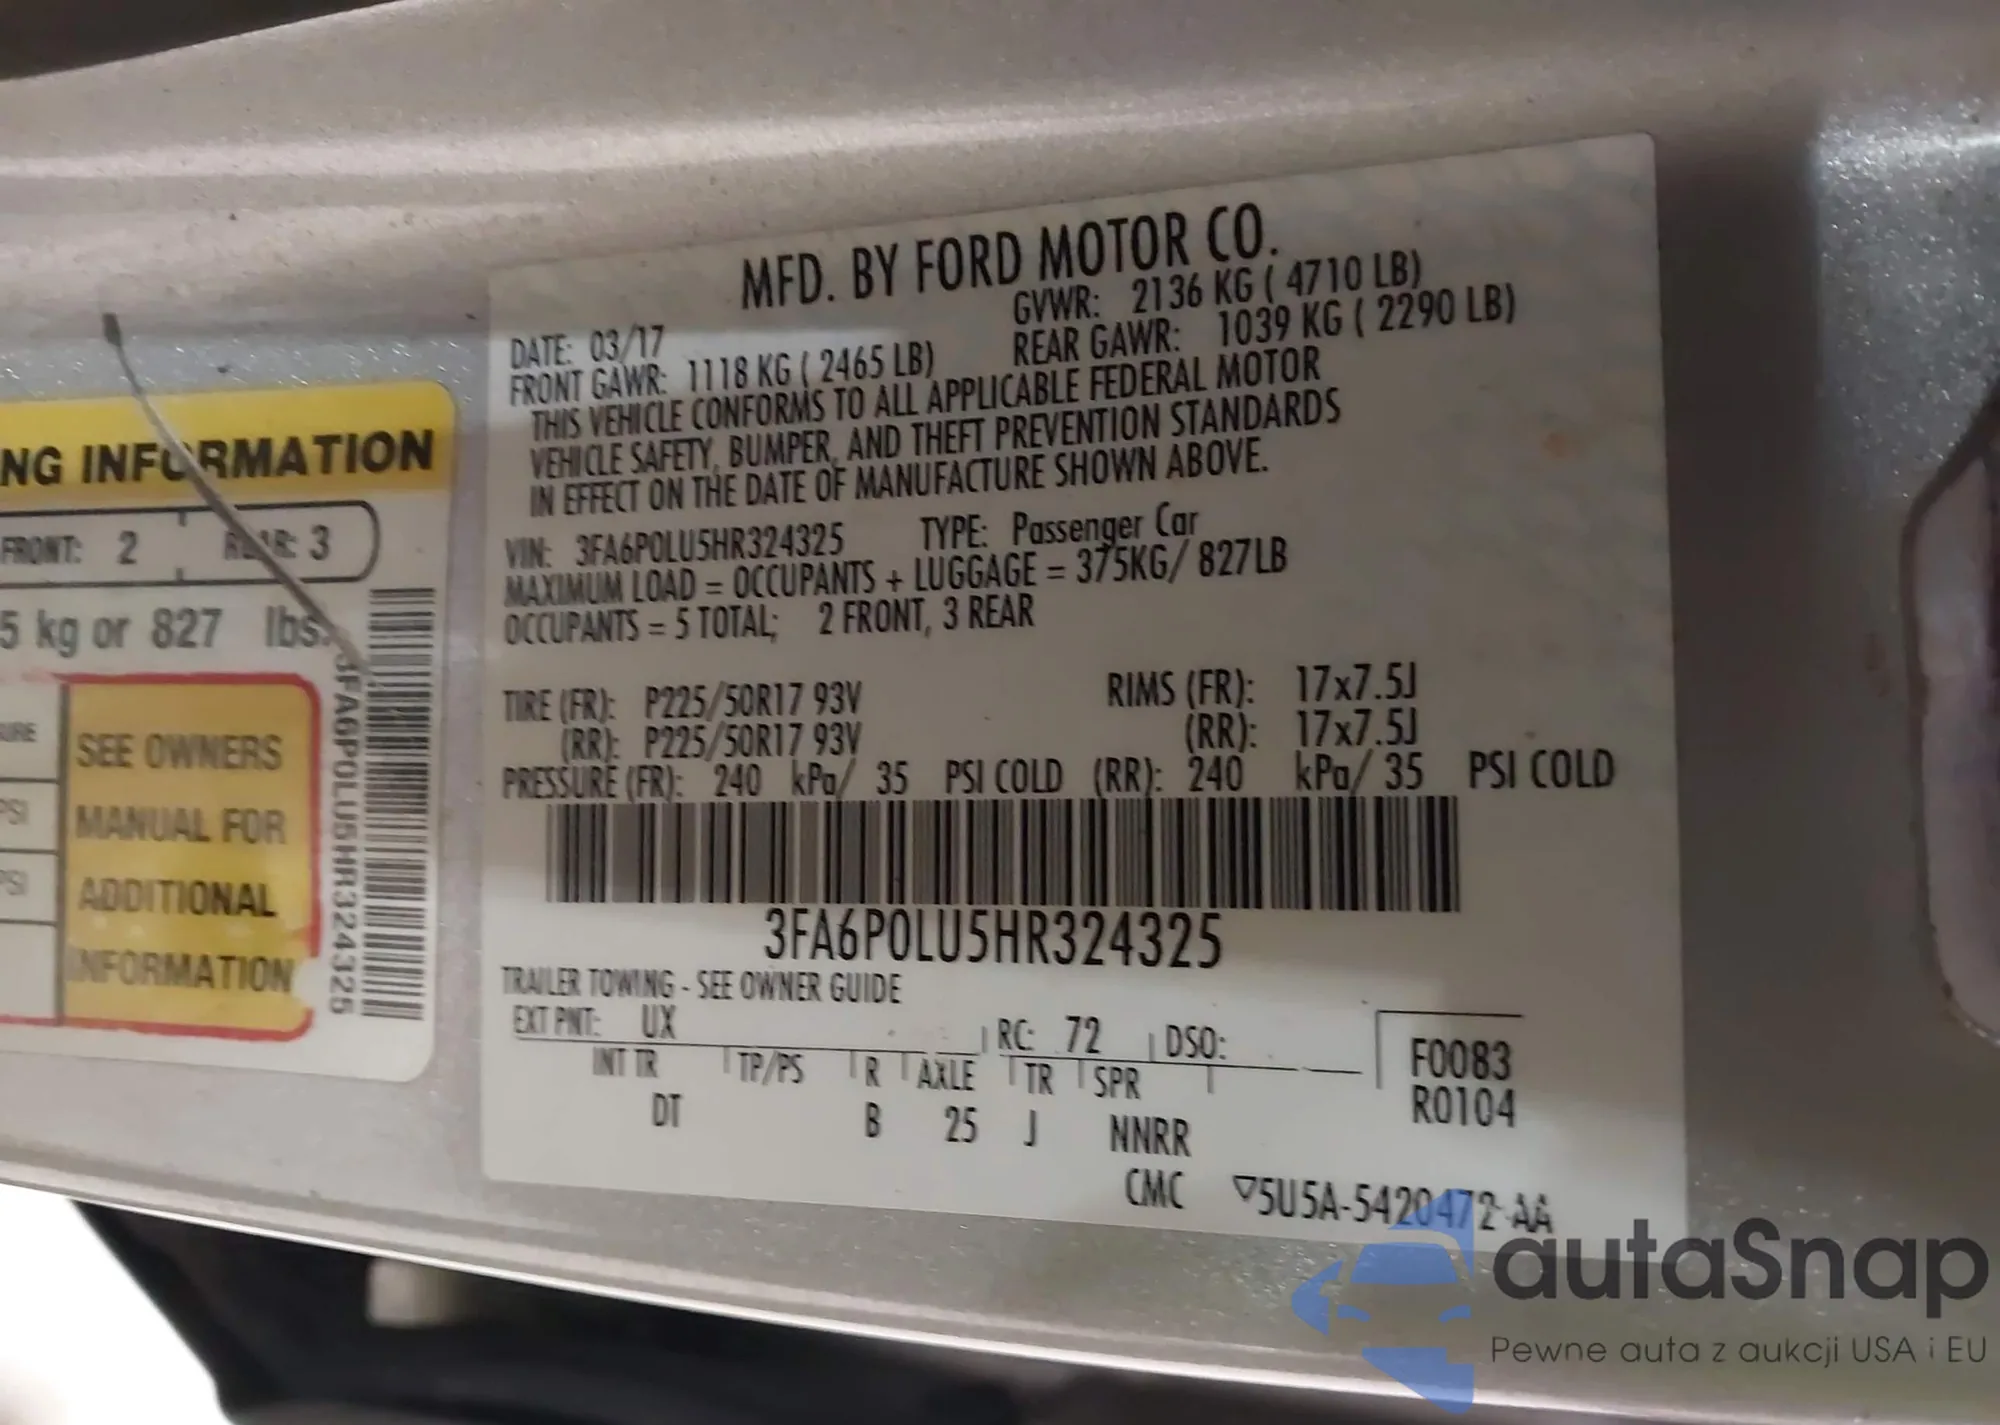 MFD. BY FORD MOTOR CO.
DATE: 03/17 GVWR: 2136 KG ( 4710 LB)
FRONT GAWR: 1118 KG ( 2465 LB) REAR GAWR: 1039 KG ( 2290 LB)
THIS VEHICLE CONFORMS TO ALL APPLICABLE FEDERAL MOTOR
VEHICLE SAFETY, BUMPER, AND THEFT PREVENTION STANDARDS
IN EFFECT ON THE DATE OF MANUFACTURE SHOWN ABOVE.
VIN: 3FA6P0LU5HR324325 TYPE: Passenger Car
MAXIMUM LOAD = OCCUPANTS + LUGGAGE = 375KG/ 827LB
OCCUPANTS = 5 TOTAL; 2 FRONT, 3 REAR
TIRE (FR): P225/50R17 93V RIMS (FR): 17x7.5J
(RR): P225/50R17 93V (RR): 17x7.5J
PRESSURE (FR): 240 kPa/ 35 PSI COLD (RR): 240 kPa/ 35 PSI COLD
3FA6P0LU5HR324325
TRAILER TOWING - SEE OWNER GUIDE
EXT PNT: UX RC: 72 DSO:
INT TR TP/PS R AXLE TR SPR
DT B 25 J NNRR
F0083
R0104
CMC ▽5U5A-5420472-AA
NG INFORMATION
FRONT: 2 REAR: 3
5 kg or 827 lbs.
SEE OWNERS
MANUAL FOR
ADDITIONAL
INFORMATION
URE
PSI
PSI
3FA6P0LU5HR324325
autaSnap
Pewne auta z aukcji USA i EU